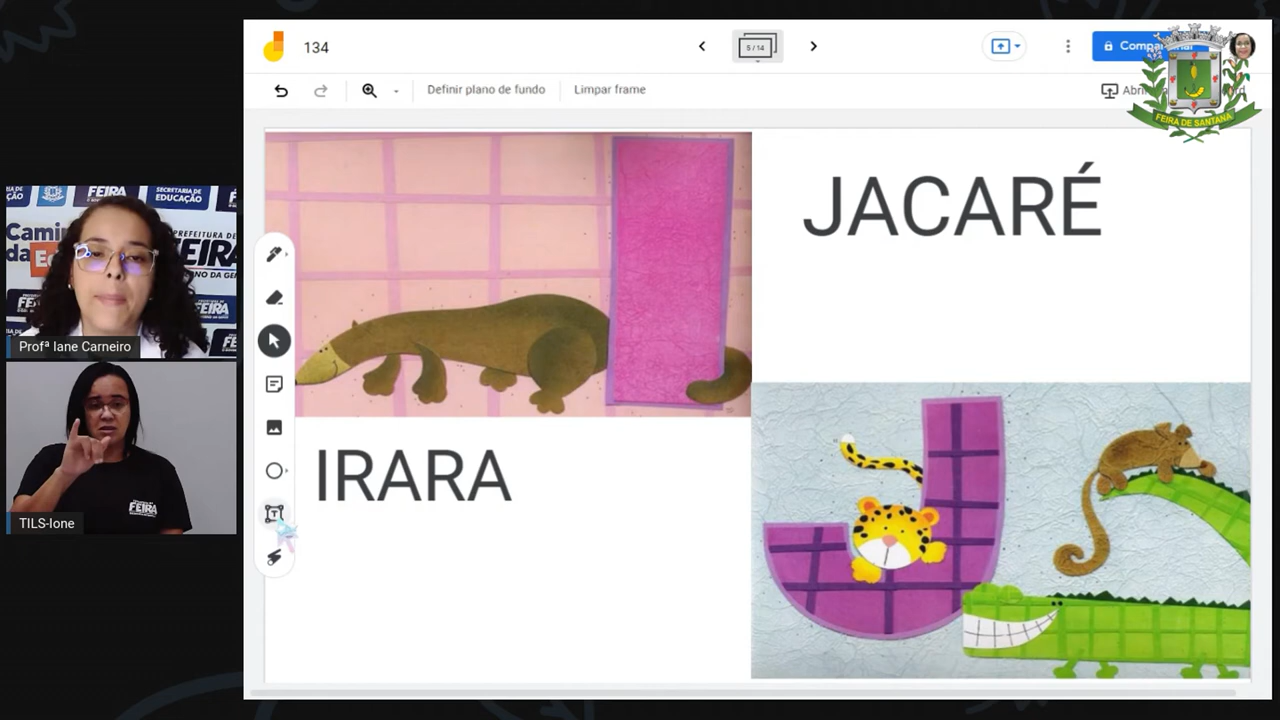 134
5 / 14
Definir plano de fundo
Limpar frame
FEIRA DE SANTANA
JACARÉ
IRARA
SECRETARIA DE
EDUCAÇÃO
FEIRA
PREFEITURA DE
FEIRA
Profª Iane Carneiro
FEIRA
TILS-Ione